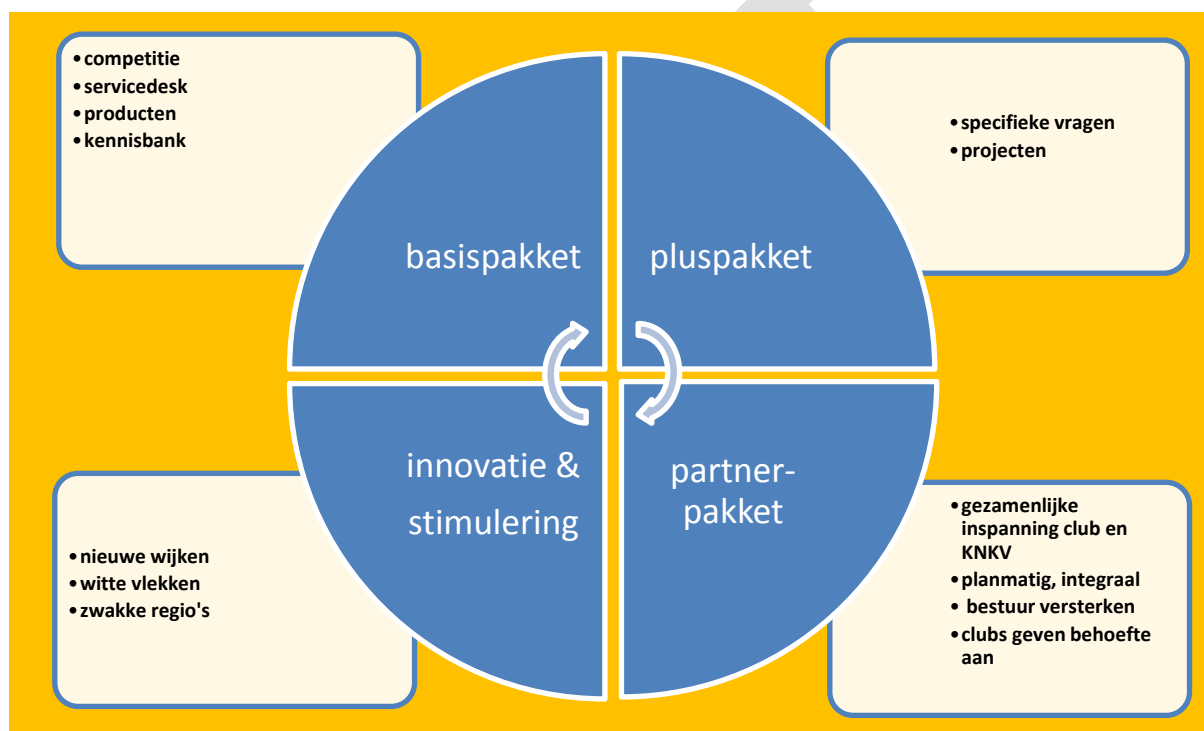 •competitie
•servicedesk
•producten
•kennisbank
•specifieke vragen
•projecten
basispakket
pluspakket
innovatie &
stimulering
partner-
pakket
•nieuwe wijken
•witte vlekken
•zwakke regio's
•gezamenlijke
inspanning club en
KNKV
•planmatig, integraal
• bestuur versterken
•clubs geven behoefte
aan